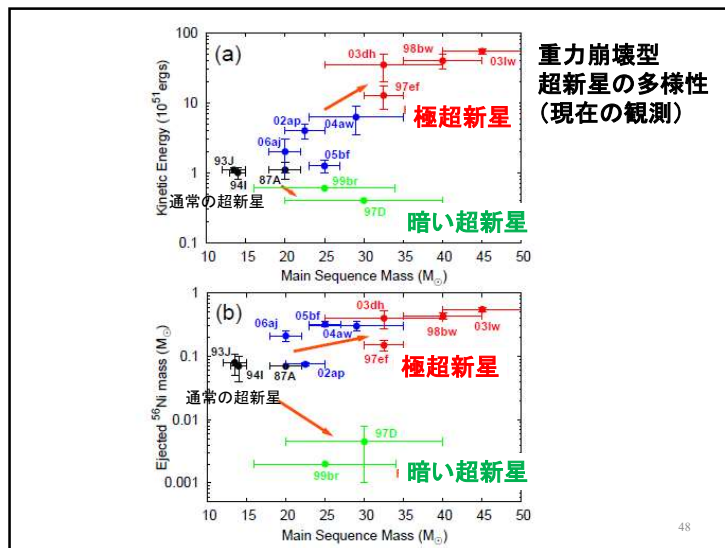 重力崩壊型
超新星の多様性
(現在の観測)
(a)
Kinetic Energy (10⁵¹ergs)
100
10
1
0.1
03dh
98bw
03lw
97ef
極超新星
02ap
04aw
06aj
05bf
93J
94I
87A
99br
通常の超新星
97D
暗い超新星
10 15 20 25 30 35 40 45 50
Main Sequence Mass (M☉)
(b)
Ejected ⁵⁶Ni mass (M☉)
1
0.1
0.01
0.001
05bf
03dh
06aj
04aw
98bw
03lw
93J
94I
87A
02ap
97ef
極超新星
通常の超新星
97D
99br
暗い超新星
10 15 20 25 30 35 40 45 50
Main Sequence Mass (M☉)
48